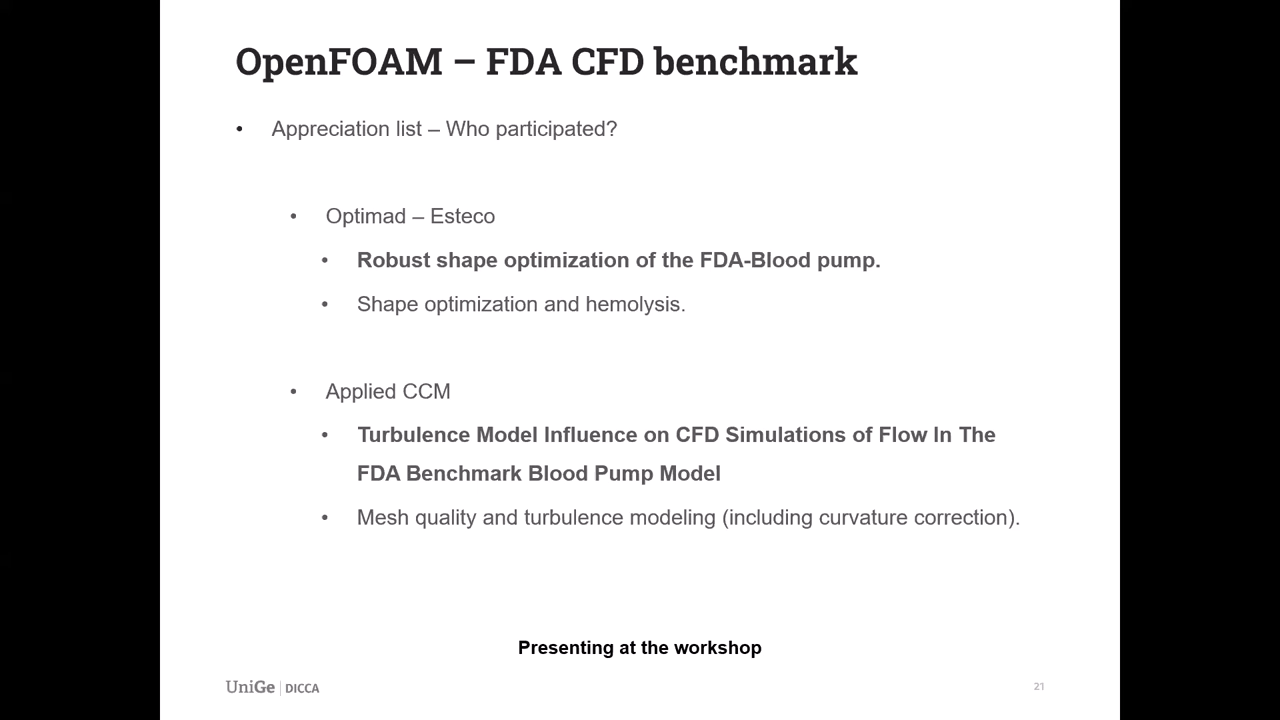 OpenFOAM – FDA CFD benchmark
• Appreciation list – Who participated?
• Optimad – Esteco
• Robust shape optimization of the FDA-Blood pump.
• Shape optimization and hemolysis.
• Applied CCM
• Turbulence Model Influence on CFD Simulations of Flow In The
FDA Benchmark Blood Pump Model
• Mesh quality and turbulence modeling (including curvature correction).
Presenting at the workshop
UniGe | DICCA
21